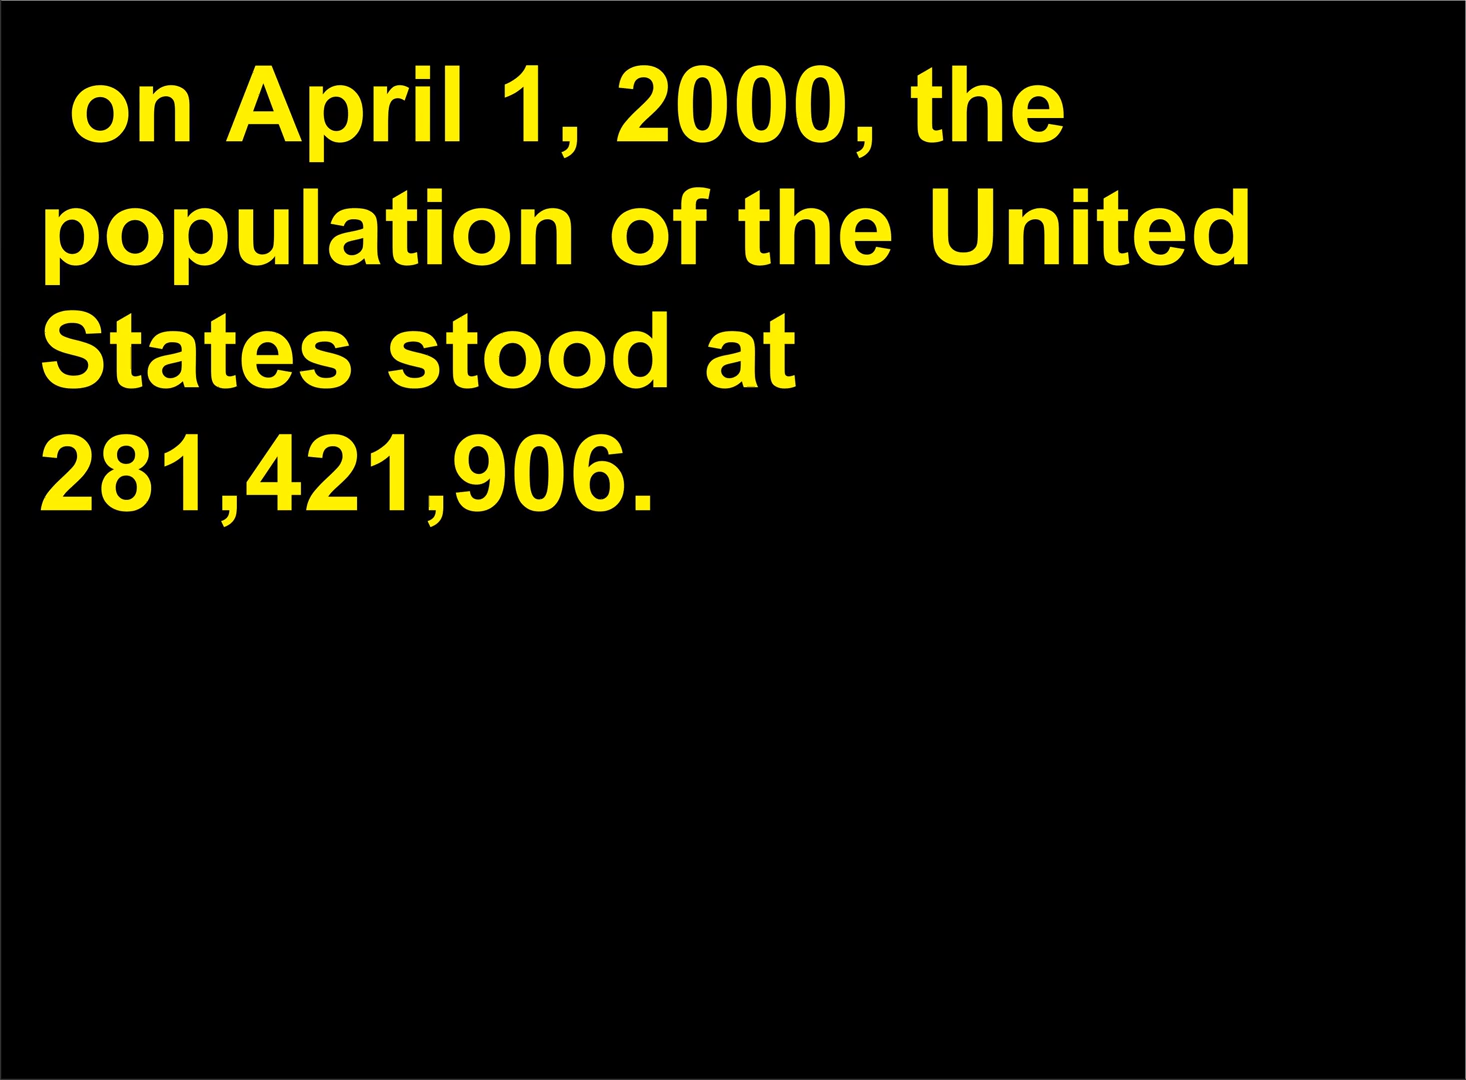 on April 1, 2000, the
population of the United
States stood at
281,421,906.